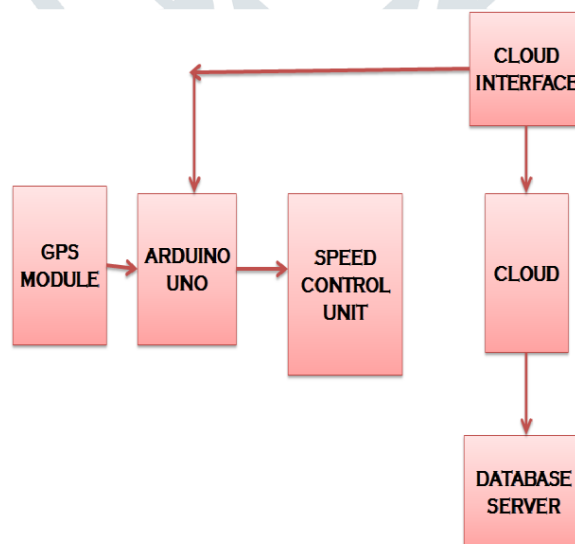 CLOUD
INTERFACE
GPS
MODULE
ARDUINO
UNO
SPEED
CONTROL
UNIT
CLOUD
DATABASE
SERVER